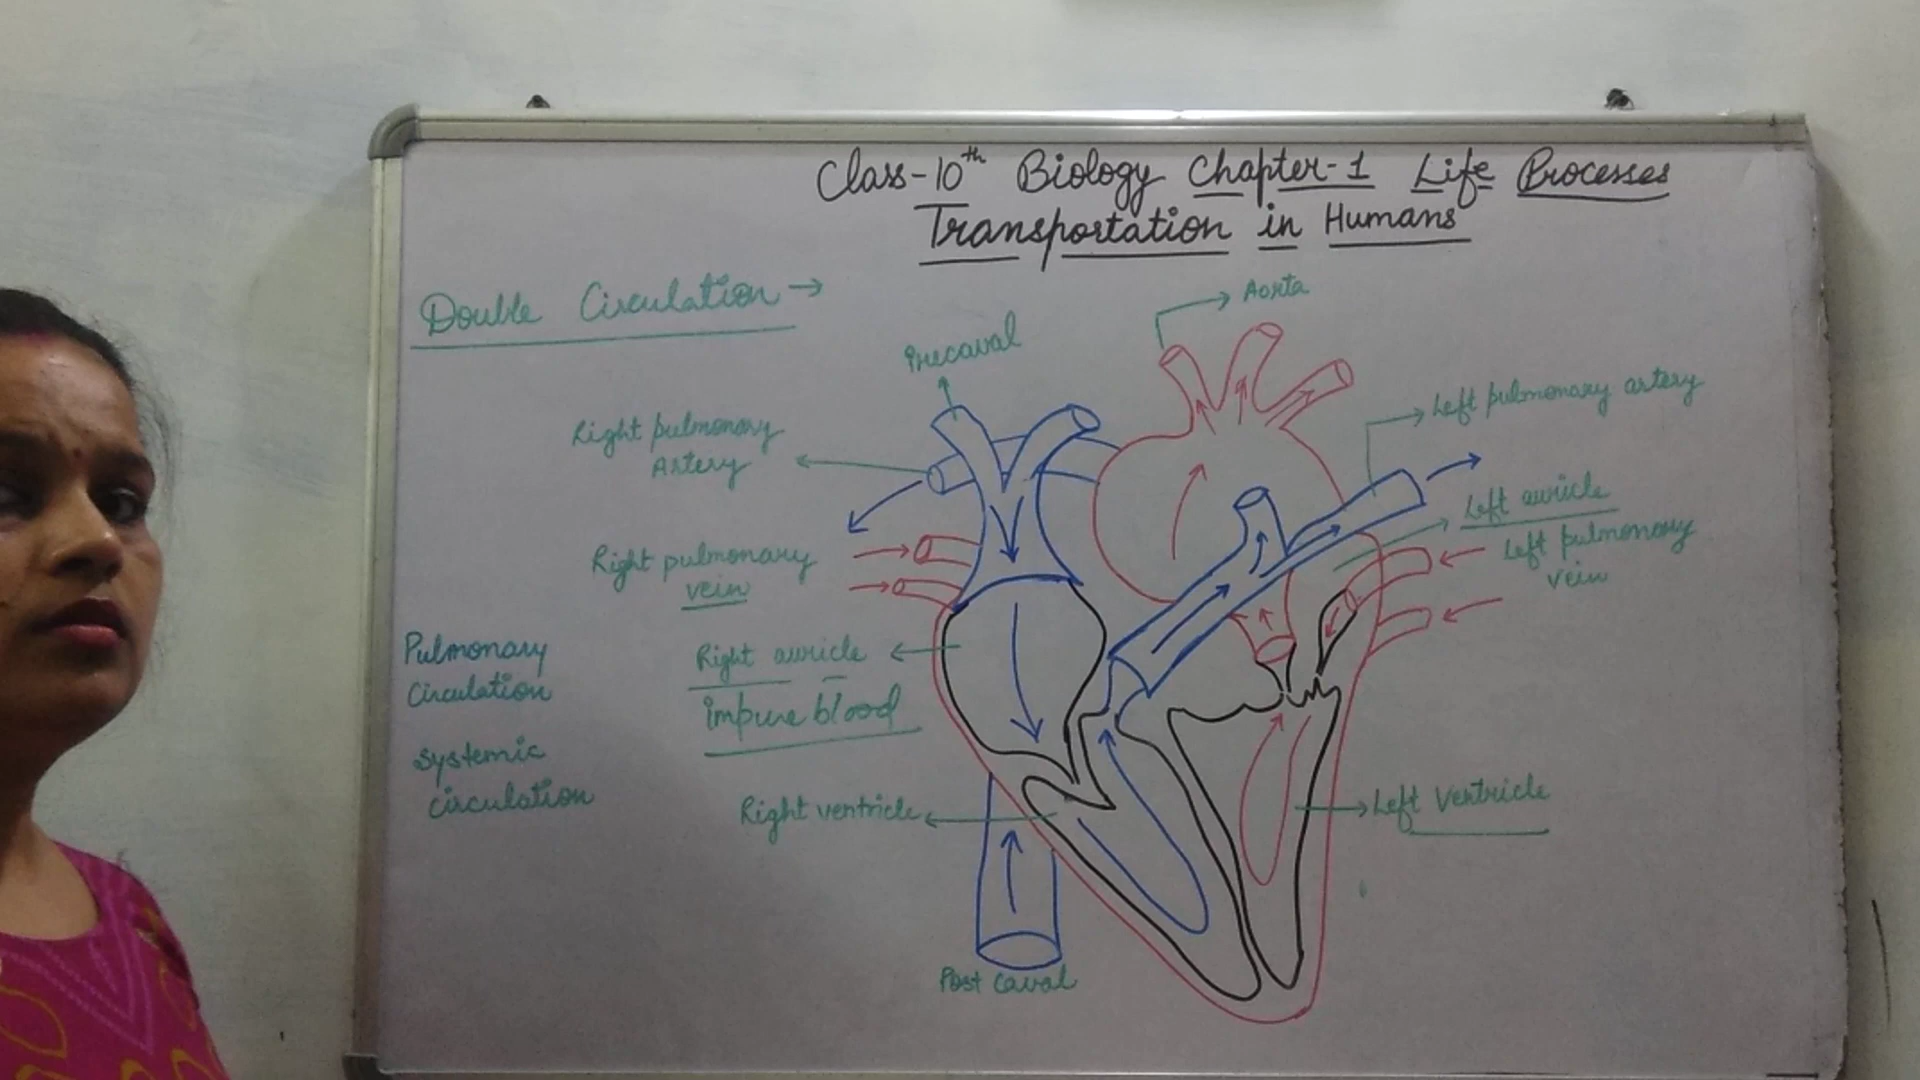 Class-10th Biology Chapter-1 Life Processes
Transportation in Humans
Double Circulation →
Aorta
Precaval
Left pulmonary artery
Right pulmonary
Artery
Left auricle
Left pulmonary
vein
Right pulmonary
vein
Pulmonary
Circulation
Right auricle
impure blood
Systemic
circulation
Right ventricle
Left Ventricle
Post caval